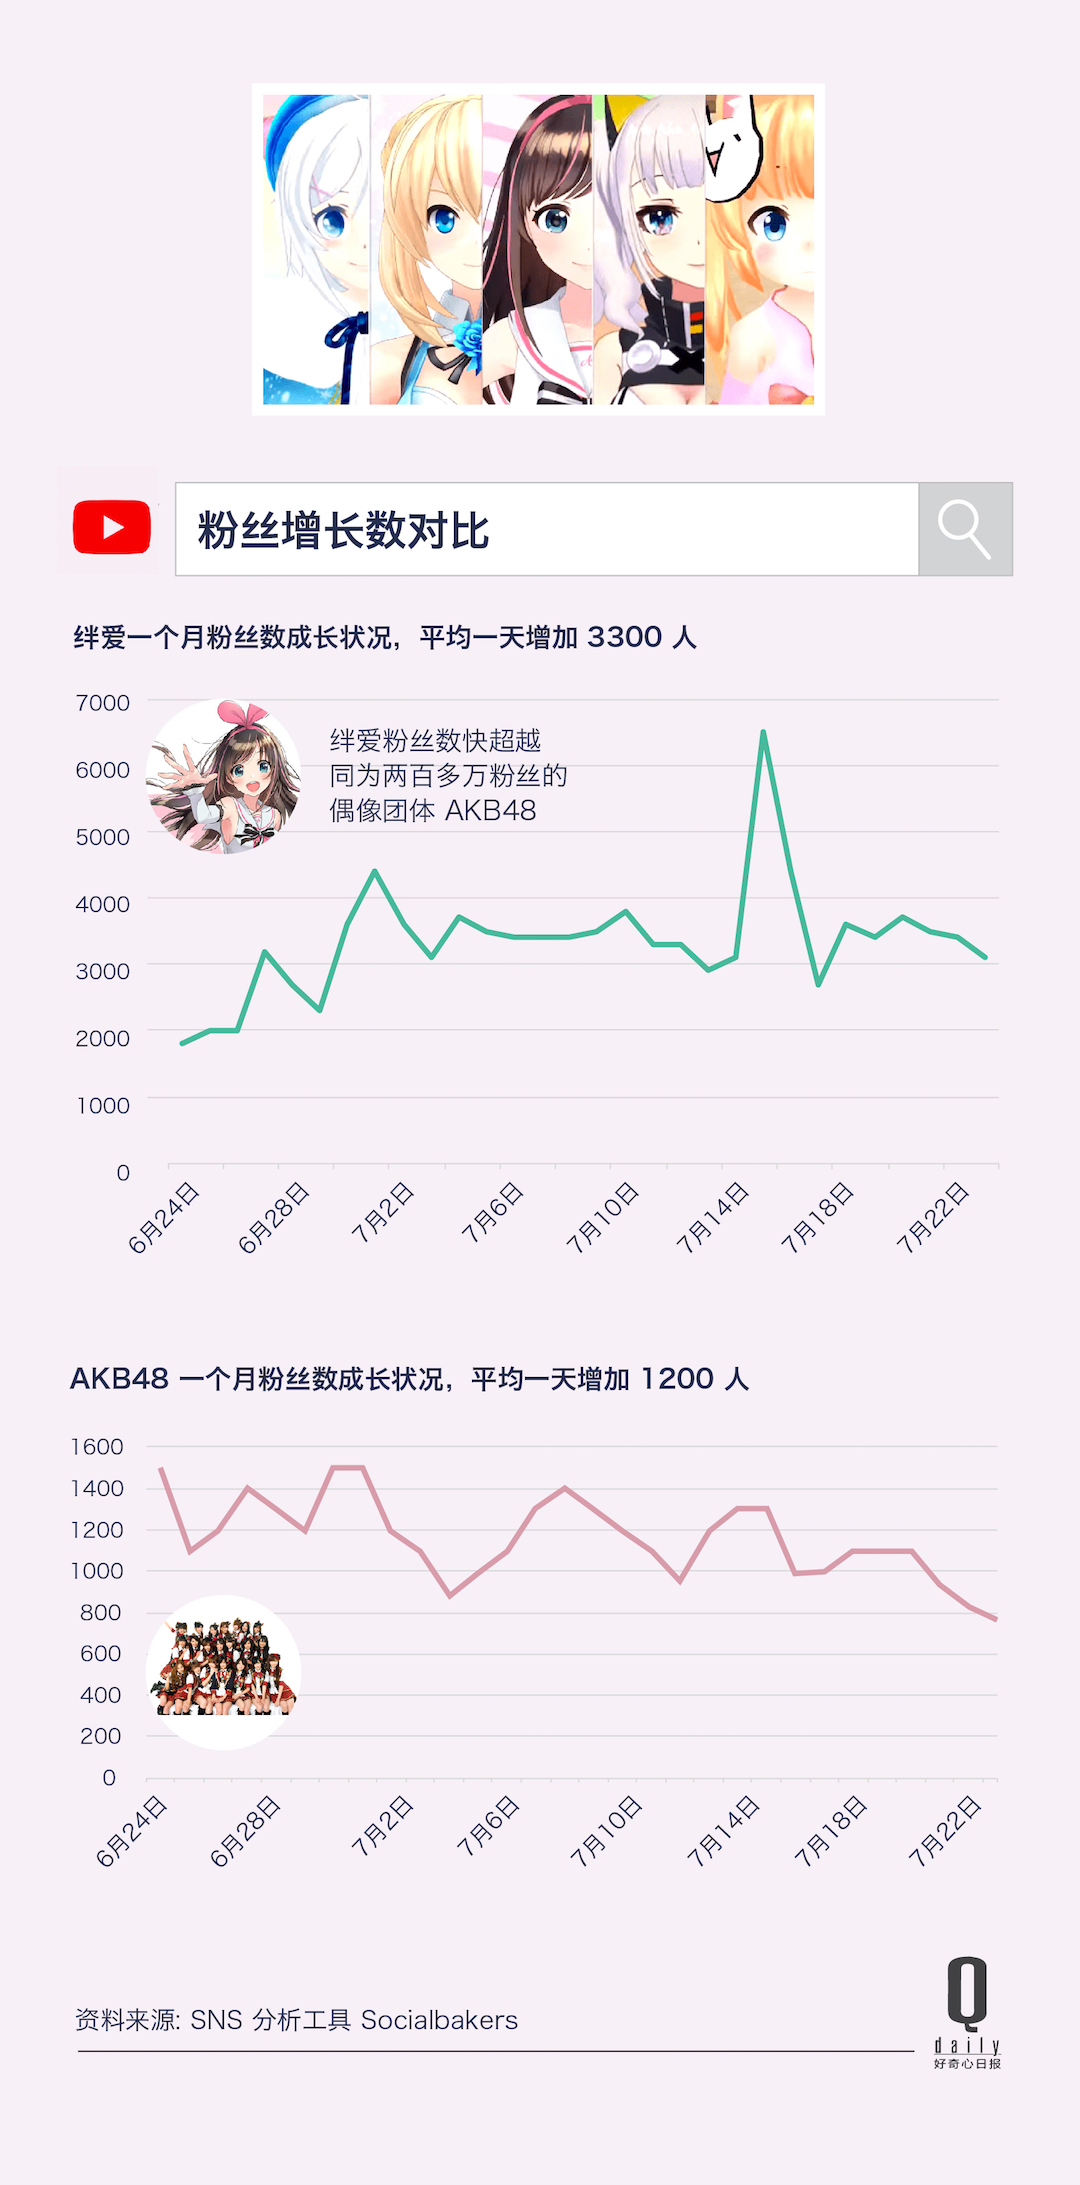 粉丝增长数对比
绊爱一个月粉丝数成长状况，平均一天增加 3300 人
7000
6000
5000
4000
3000
2000
1000
0
绊爱粉丝数快超越
同为两百多万粉丝的
偶像团体 AKB48
6月24日
6月28日
7月2日
7月6日
7月10日
7月14日
7月18日
7月22日
AKB48 一个月粉丝数成长状况，平均一天增加 1200 人
1600
1400
1200
1000
800
600
400
200
0
6月24日
6月28日
7月2日
7月6日
7月10日
7月14日
7月18日
7月22日
资料来源: SNS 分析工具 Socialbakers
Q
daily
好奇心日报